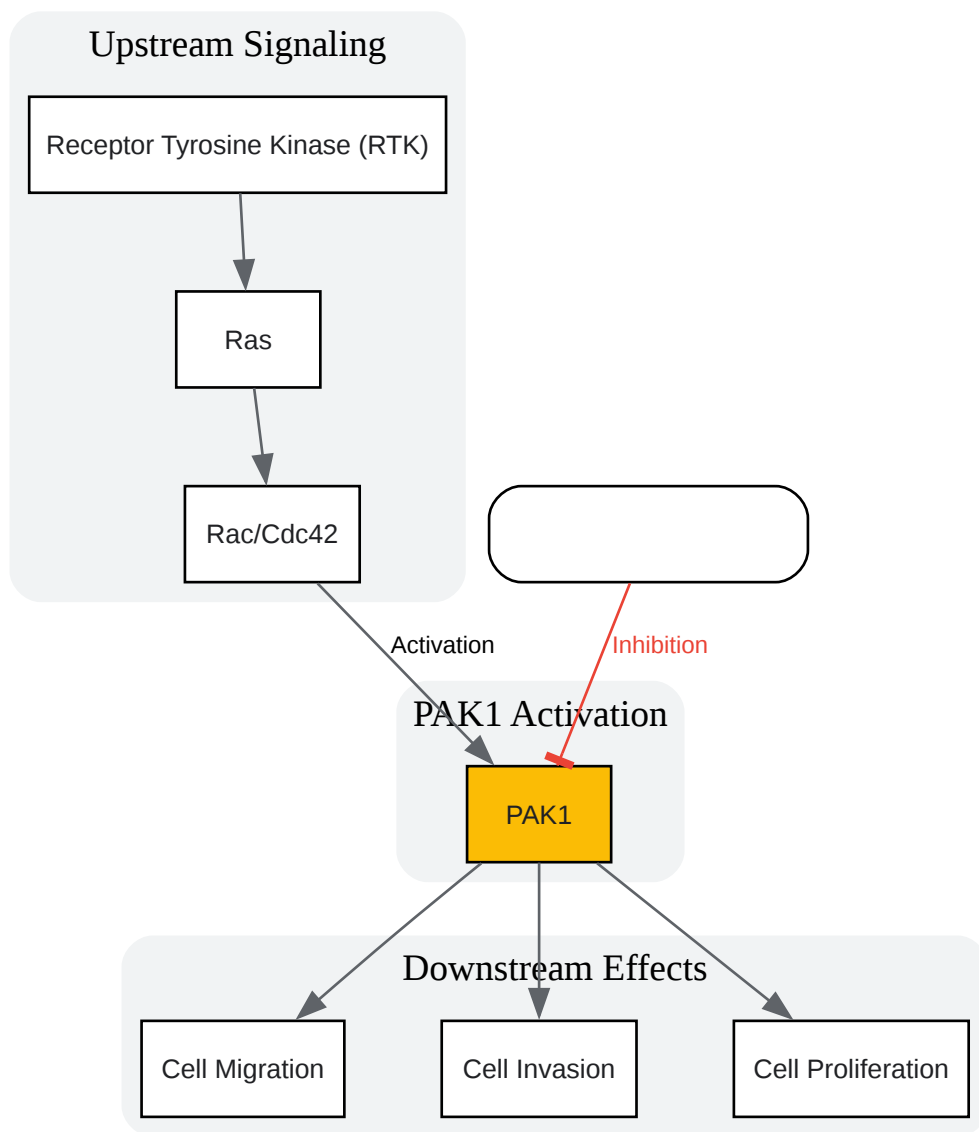 Upstream Signaling
Receptor Tyrosine Kinase (RTK)
Ras
Rac/Cdc42
Activation
Inhibition
PAK1 Activation
PAK1
Downstream Effects
Cell Migration
Cell Invasion
Cell Proliferation